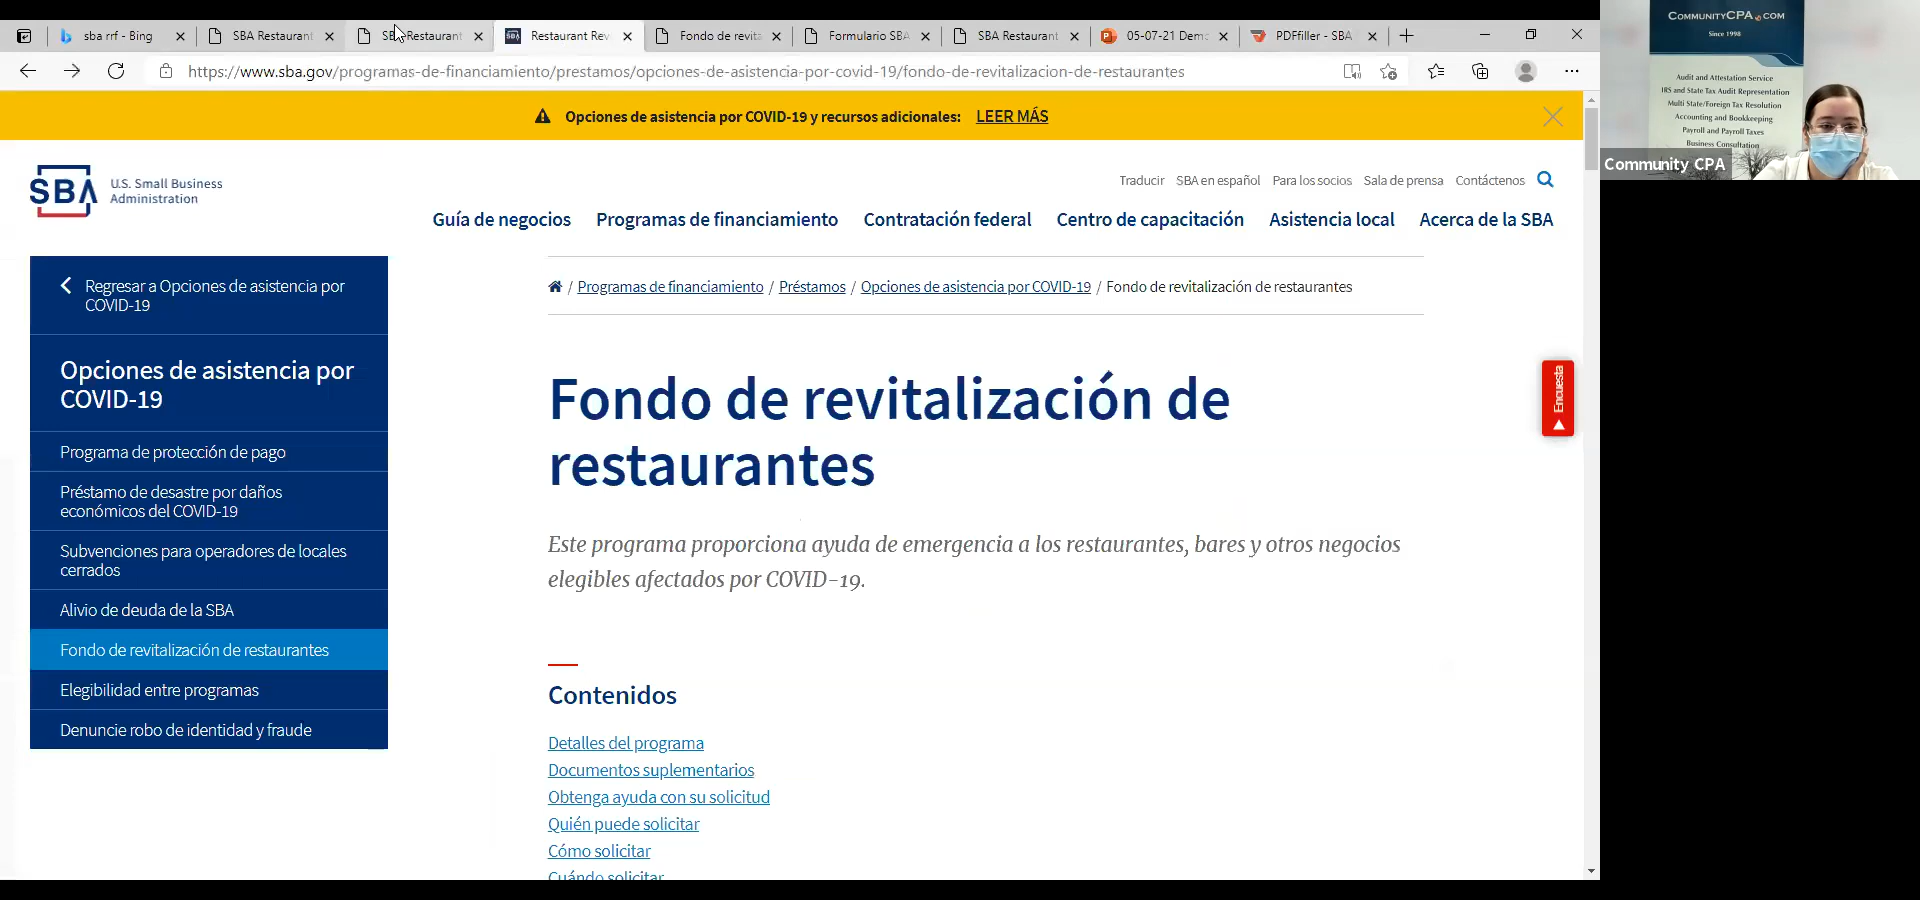 sba rrf - Bing
SBA Restaurant
SBA Restaurant
Restaurant Rev
Fondo de revita
Formulario SBA
SBA Restaurant
05-07-21 Demo
PDFfiller - SBA
https://www.sba.gov/programas-de-financiamiento/prestamos/opciones-de-asistencia-por-covid-19/fondo-de-revitalizacion-de-restaurantes
Opciones de asistencia por COVID-19 y recursos adicionales: LEER MÁS
SBA
U.S. Small Business
Administration
Traducir SBA en español Para los socios Sala de prensa Contáctenos
Guía de negocios Programas de financiamiento Contratación federal Centro de capacitación Asistencia local Acerca de la SBA
Regresar a Opciones de asistencia por
COVID-19
Opciones de asistencia por
COVID-19
Programa de protección de pago
Préstamo de desastre por daños
económicos del COVID-19
Subvenciones para operadores de locales
cerrados
Alivio de deuda de la SBA
Fondo de revitalización de restaurantes
Elegibilidad entre programas
Denuncie robo de identidad y fraude
/ Programas de financiamiento / Préstamos / Opciones de asistencia por COVID-19 / Fondo de revitalización de restaurantes
Fondo de revitalización de
restaurantes
Este programa proporciona ayuda de emergencia a los restaurantes, bares y otros negocios
elegibles afectados por COVID-19.
Contenidos
Detalles del programa
Documentos suplementarios
Obtenga ayuda con su solicitud
Quién puede solicitar
Cómo solicitar
Cuándo solicitar
Encuesta
COMMUNITYCPA.COM
Since 1998
Audit and Attestation Service
IRS and State Tax Audit Representation
Multi State/Foreign Tax Resolution
Accounting and Bookkeeping
Payroll and Payroll Taxes
Business Consultation
Community CPA